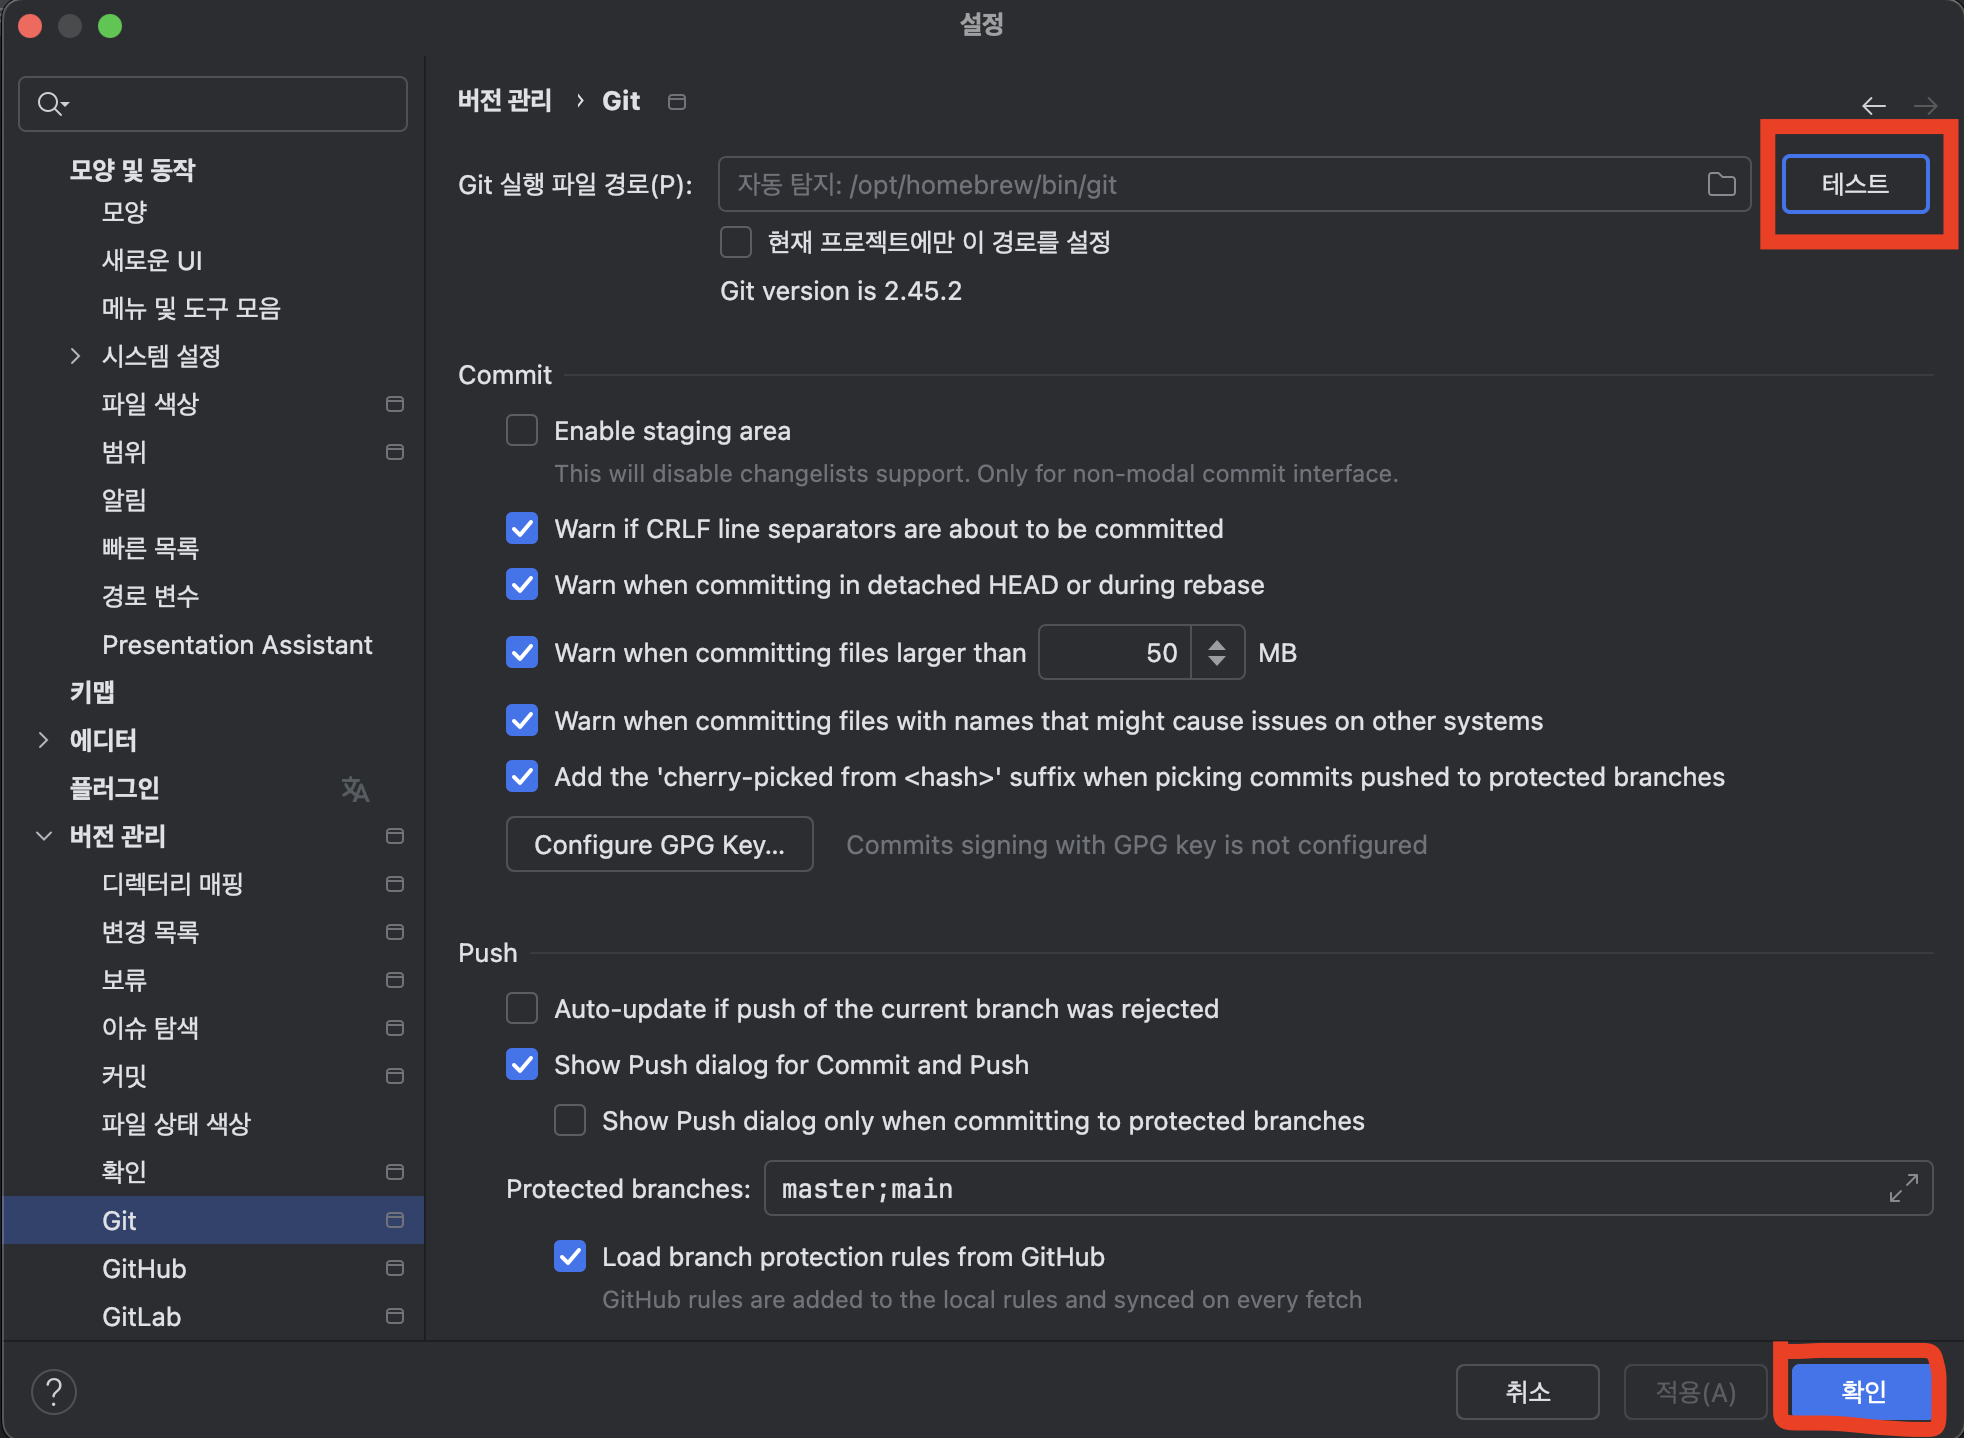 설정
모양 및 동작
모양
새로운 UI
메뉴 및 도구 모음
시스템 설정
파일 색상
범위
알림
빠른 목록
경로 변수
Presentation Assistant
키맵
에디터
플러그인
버전 관리
디렉터리 매핑
변경 목록
보류
이슈 탐색
커밋
파일 상태 색상
확인
Git
GitHub
GitLab
버전 관리 › Git
Git 실행 파일 경로(P): 자동 탐지: /opt/homebrew/bin/git 테스트
현재 프로젝트에만 이 경로를 설정
Git version is 2.45.2
Commit
Enable staging area
This will disable changelists support. Only for non-modal commit interface.
Warn if CRLF line separators are about to be committed
Warn when committing in detached HEAD or during rebase
Warn when committing files larger than 50 MB
Warn when committing files with names that might cause issues on other systems
Add the 'cherry-picked from <hash>' suffix when picking commits pushed to protected branches
Configure GPG Key... Commits signing with GPG key is not configured
Push
Auto-update if push of the current branch was rejected
Show Push dialog for Commit and Push
Show Push dialog only when committing to protected branches
Protected branches: master;main
Load branch protection rules from GitHub
GitHub rules are added to the local rules and synced on every fetch
? 취소 적용(A) 확인